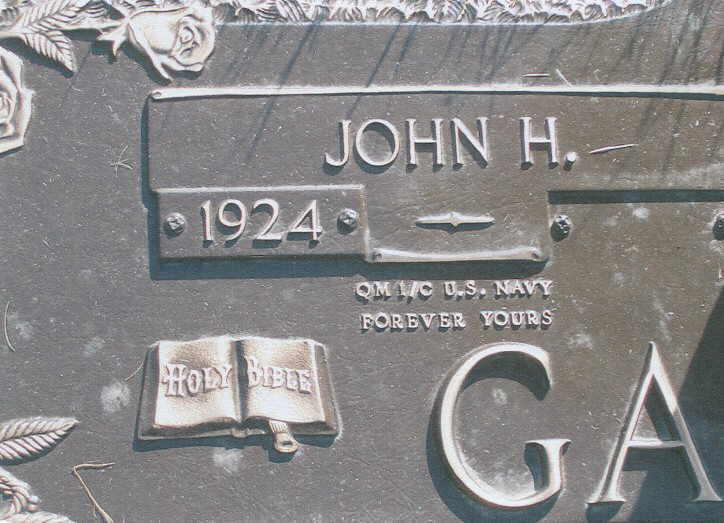 JOHN H.
1924
QM 1/C U.S. NAVY
FOREVER YOURS
HOLY BIBLE
GA